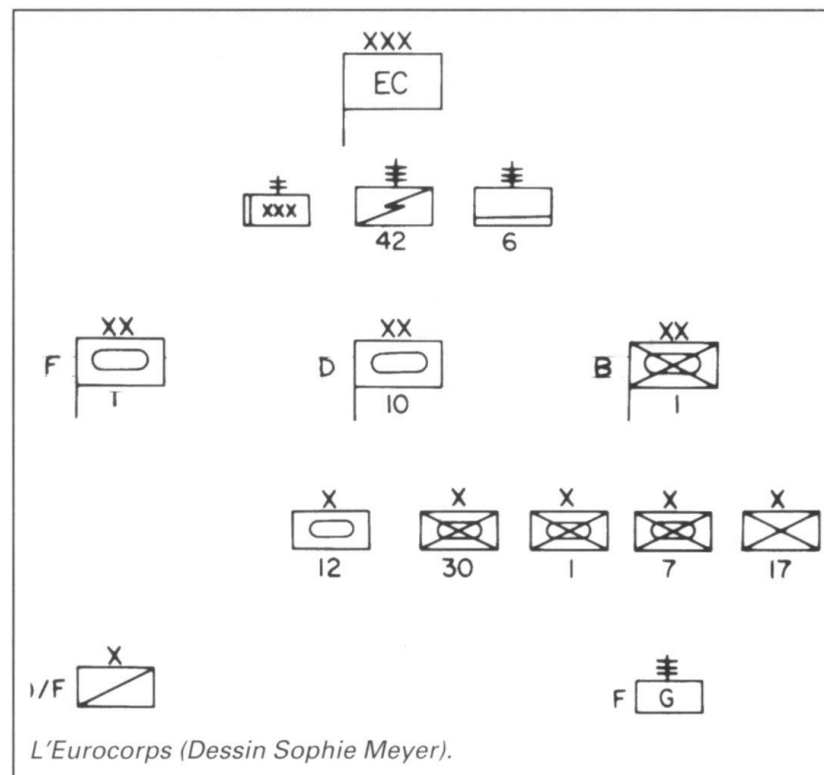 XXX
EC
XXX
42 6
XX XX XX
F D B
1 10 1
X X X X X
12 30 1 7 17
X
/F F G
L'Eurocorps (Dessin Sophie Meyer).